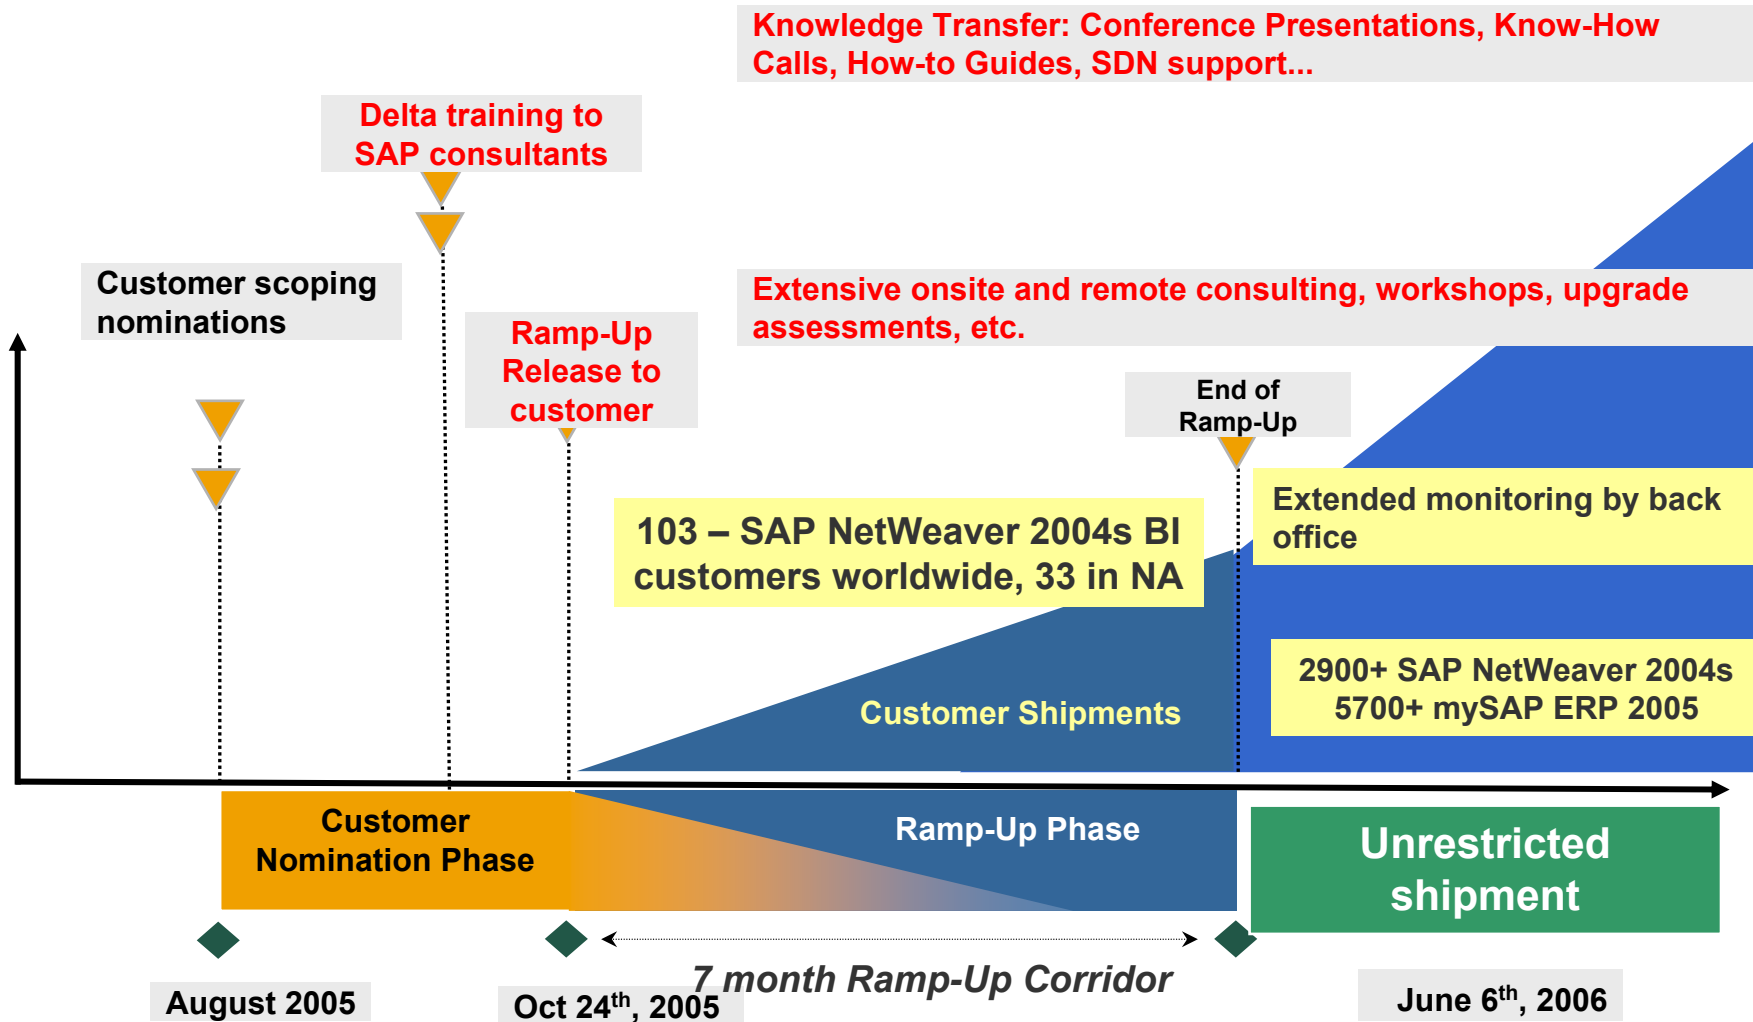 Knowledge Transfer: Conference Presentations, Know-How
Calls, How-to Guides, SDN support...
Delta training to
SAP consultants
Customer scoping
nominations
Extensive onsite and remote consulting, workshops, upgrade
assessments, etc.
Ramp-Up
Release to
customer
End of
Ramp-Up
103 – SAP NetWeaver 2004s BI
customers worldwide, 33 in NA
Extended monitoring by back
office
2900+ SAP NetWeaver 2004s
5700+ mySAP ERP 2005
Customer Shipments
Customer
Nomination Phase
Ramp-Up Phase
Unrestricted
shipment
7 month Ramp-Up Corridor
August 2005
Oct 24th, 2005
June 6th, 2006